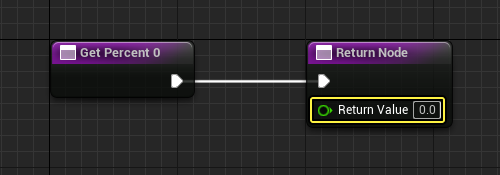 Get Percent 0
Return Node
Return Value 0.0